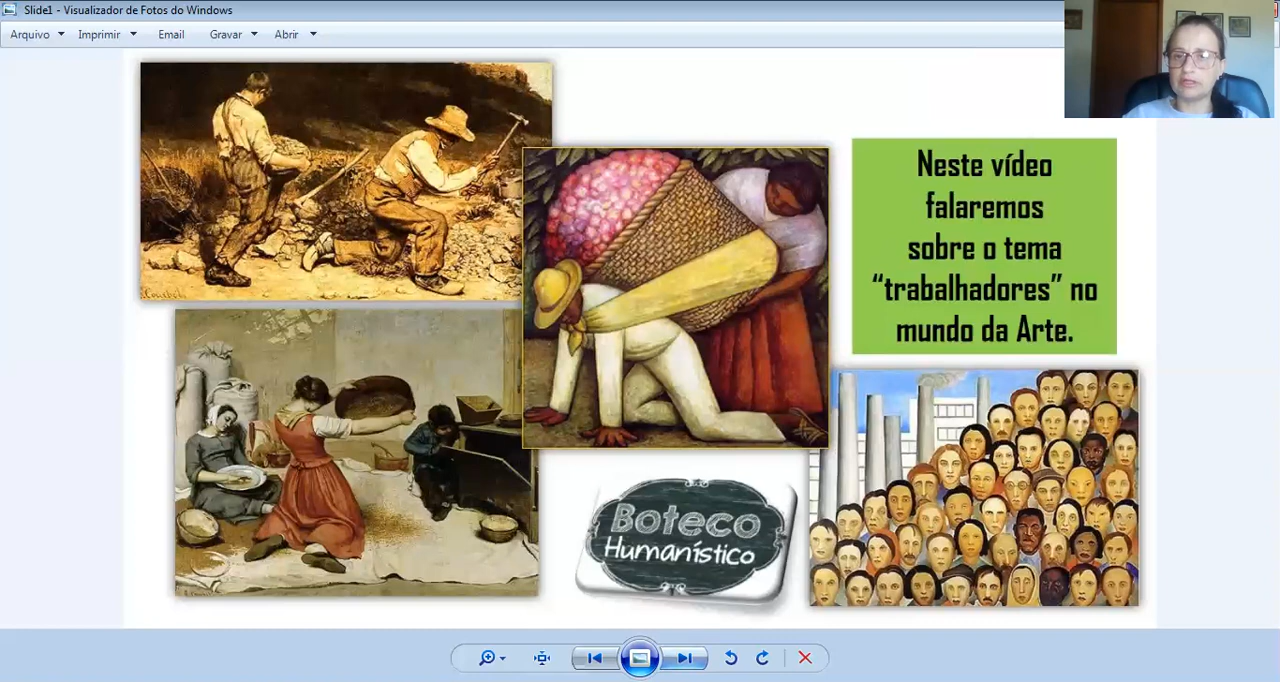 Slide1 - Visualizador de Fotos do Windows
Arquivo Imprimir Email Gravar Abrir
Neste vídeo
falaremos
sobre o tema
“trabalhadores” no
mundo da Arte.
Boteco
Humanístico